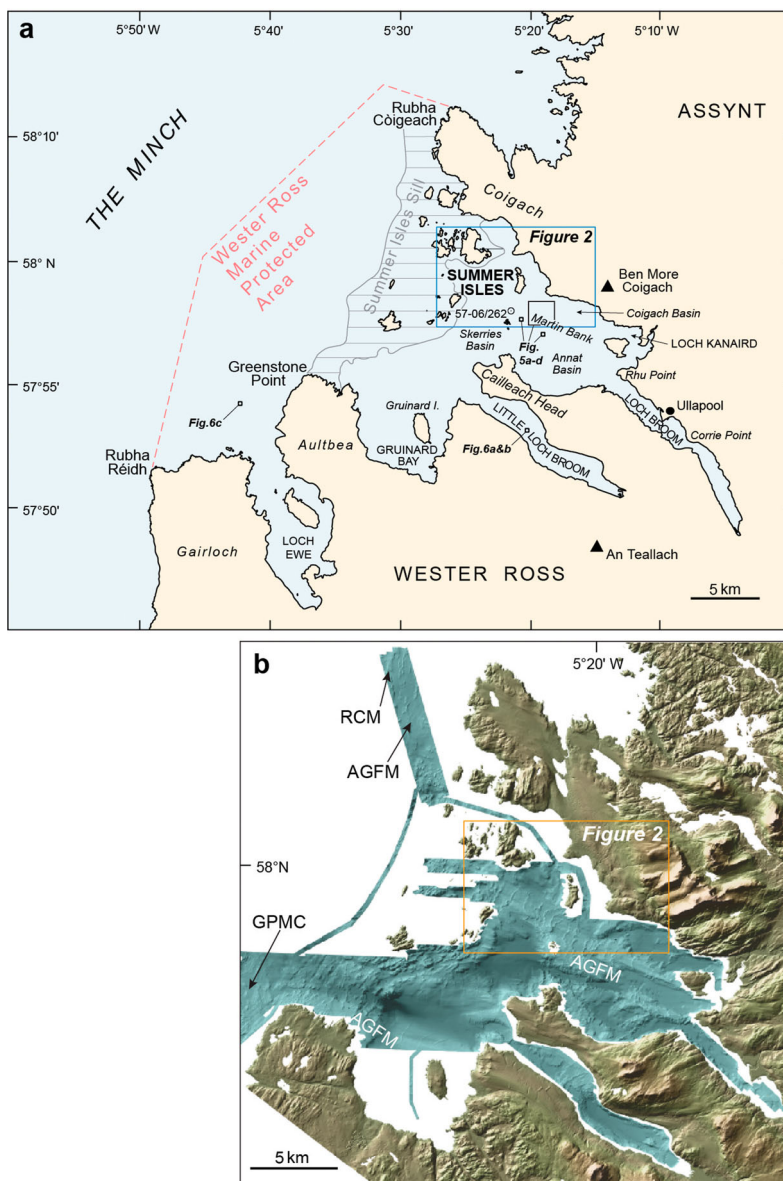 a
5°50' W
5°40'
5°30'
5°20'
5°10'
Rubha
Còigeach
ASSYNT
58°10'
THE MINCH
Coigach
Wester Ross
Marine
Protected
Area
Summer Isles Sill
Figure 2
58° N
SUMMER
ISLES
Ben More
Coigach
57-06/262
Martin Bank
Coigach Basin
Skerries
Basin
Fig.
5a-d
Annat
Basin
LOCH KANAIRD
57°55'
Greenstone
Point
Rhu Point
Cailleach Head
Ullapool
Fig.6c
Gruinard I.
LITTLE LOCH BROOM
LOCH BROOM
Corrie Point
Aultbea
GRUINARD
BAY
Fig.6a&b
Rubha
Réidh
57°50'
LOCH
EWE
An Teallach
Gairloch
WESTER ROSS
5 km
b
5°20' W
RCM
AGFM
Figure 2
58°N
GPMC
AGFM
AGFM
5 km